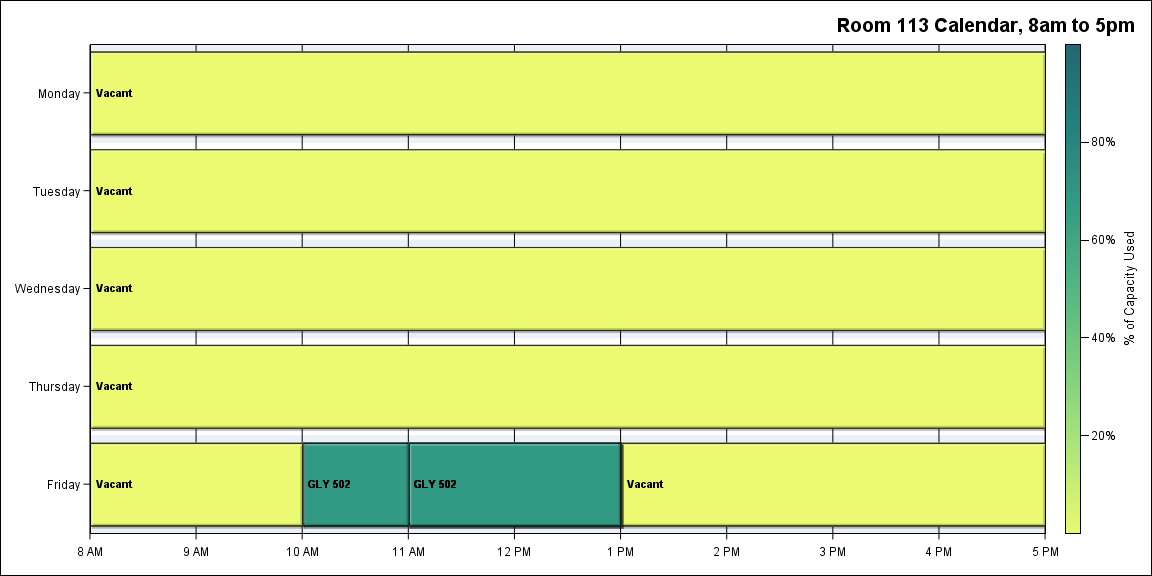 Room 113 Calendar, 8am to 5pm
Monday
Vacant
Tuesday
Vacant
Wednesday
Vacant
Thursday
Vacant
Friday
Vacant
GLY 502
GLY 502
Vacant
8 AM
9 AM
10 AM
11 AM
12 PM
1 PM
2 PM
3 PM
4 PM
5 PM
80%
60%
40%
20%
% of Capacity Used